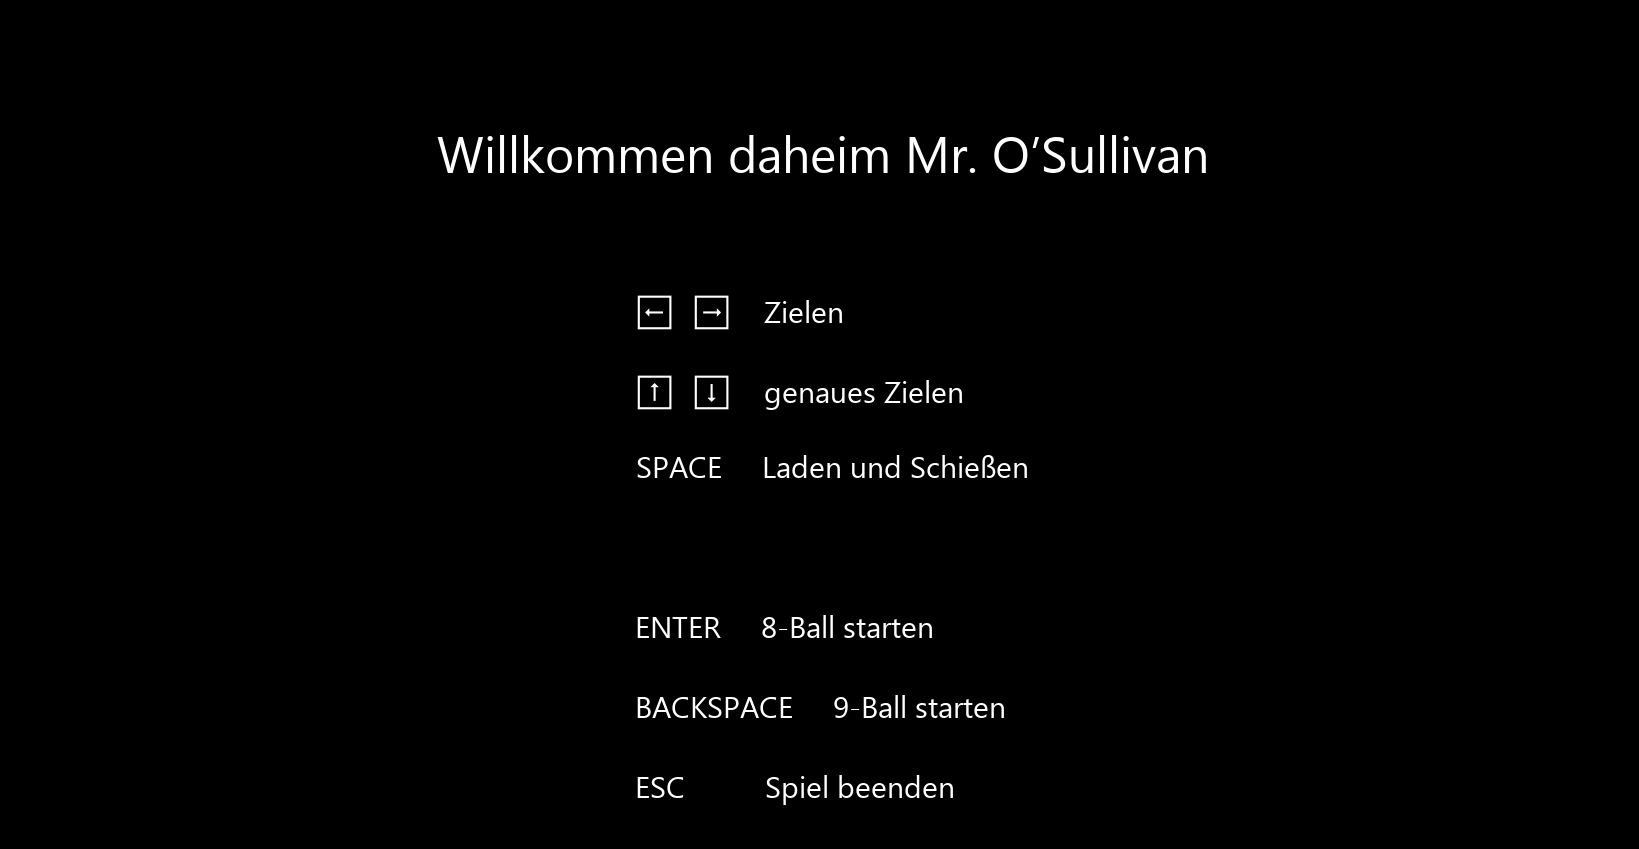 Willkommen daheim Mr. O’Sullivan
← → Zielen
↑ ↓ genaues Zielen
SPACE Laden und Schießen
ENTER 8-Ball starten
BACKSPACE 9-Ball starten
ESC Spiel beenden